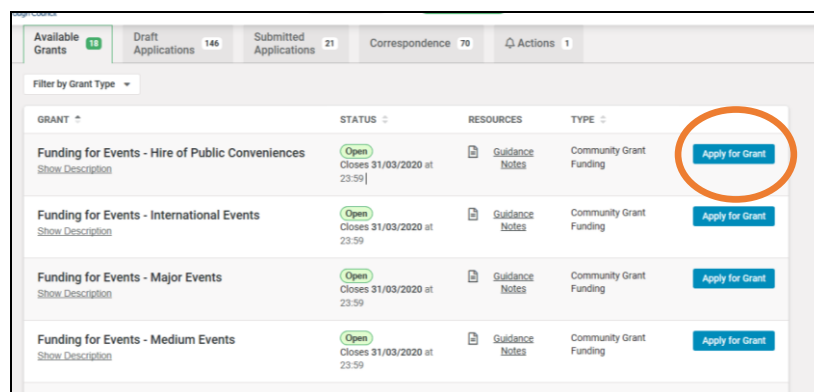 ough Council
Available Grants 18 Draft Applications 146 Submitted Applications 21 Correspondence 70 Actions 1
Filter by Grant Type
GRANT STATUS RESOURCES TYPE
Funding for Events - Hire of Public Conveniences Open Guidance Notes Community Grant Funding Apply for Grant
Show Description Closes 31/03/2020 at 23:59
Funding for Events - International Events Open Guidance Notes Community Grant Funding Apply for Grant
Show Description Closes 31/03/2020 at 23:59
Funding for Events - Major Events Open Guidance Notes Community Grant Funding Apply for Grant
Show Description Closes 31/03/2020 at 23:59
Funding for Events - Medium Events Open Guidance Notes Community Grant Funding Apply for Grant
Show Description Closes 31/03/2020 at 23:59